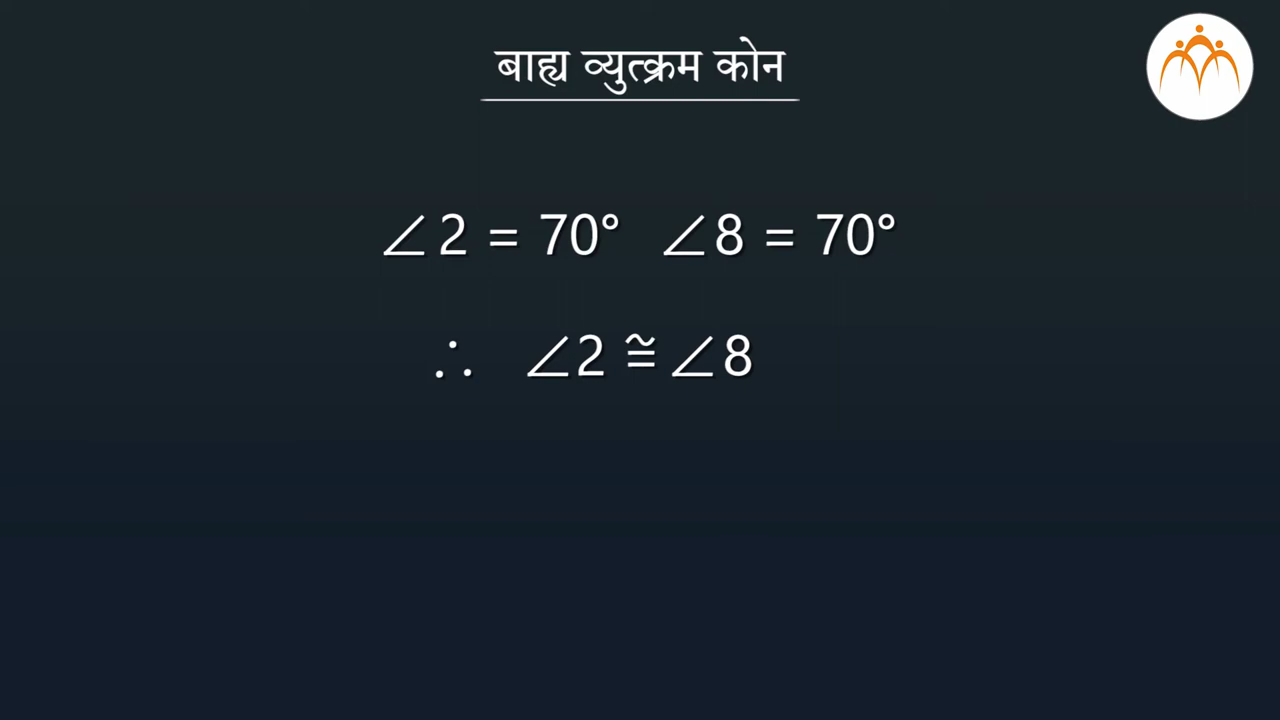 बाह्य व्युत्क्रम कोन
∠2 = 70° ∠8 = 70°
∴ ∠2 ≅ ∠8